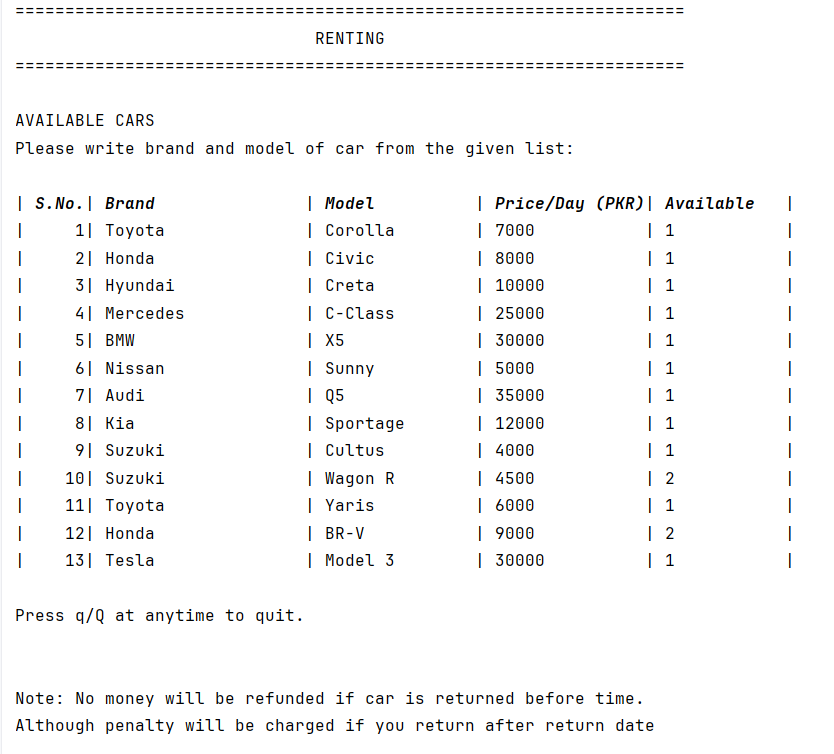 ===================================================================
RENTING
===================================================================
AVAILABLE CARS
Please write brand and model of car from the given list:
| S.No.| Brand | Model | Price/Day (PKR)| Available |
| 1| Toyota | Corolla | 7000 | 1 |
| 2| Honda | Civic | 8000 | 1 |
| 3| Hyundai | Creta | 10000 | 1 |
| 4| Mercedes | C-Class | 25000 | 1 |
| 5| BMW | X5 | 30000 | 1 |
| 6| Nissan | Sunny | 5000 | 1 |
| 7| Audi | Q5 | 35000 | 1 |
| 8| Kia | Sportage | 12000 | 1 |
| 9| Suzuki | Cultus | 4000 | 1 |
| 10| Suzuki | Wagon R | 4500 | 2 |
| 11| Toyota | Yaris | 6000 | 1 |
| 12| Honda | BR-V | 9000 | 2 |
| 13| Tesla | Model 3 | 30000 | 1 |
Press q/Q at anytime to quit.
Note: No money will be refunded if car is returned before time.
Although penalty will be charged if you return after return date